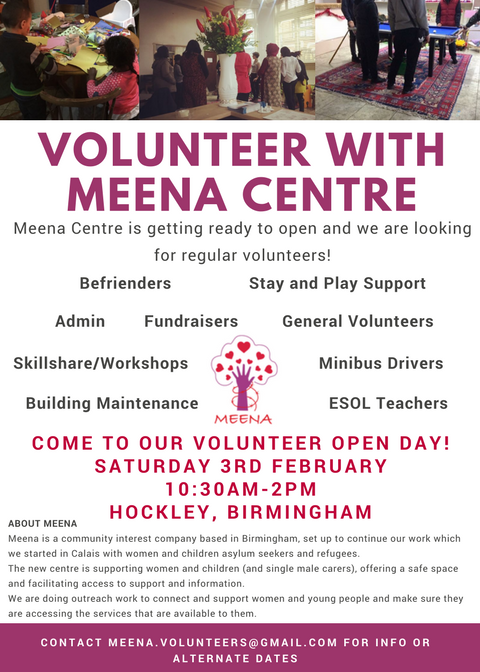 VOLUNTEER WITH
MEENA CENTRE
Meena Centre is getting ready to open and we are looking
for regular volunteers!
Befrienders Stay and Play Support
Admin Fundraisers General Volunteers
Skillshare/Workshops Minibus Drivers
Building Maintenance ESOL Teachers
MEENA
COME TO OUR VOLUNTEER OPEN DAY!
SATURDAY 3RD FEBRUARY
10:30AM-2PM
HOCKLEY, BIRMINGHAM
ABOUT MEENA
Meena is a community interest company based in Birmingham, set up to continue our work which
we started in Calais with women and children asylum seekers and refugees.
The new centre is supporting women and children (and single male carers), offering a safe space
and facilitating access to support and information.
We are doing outreach work to connect and support women and young people and make sure they
are accessing the services that are available to them.
CONTACT MEENA.VOLUNTEERS@GMAIL.COM FOR INFO OR
ALTERNATE DATES